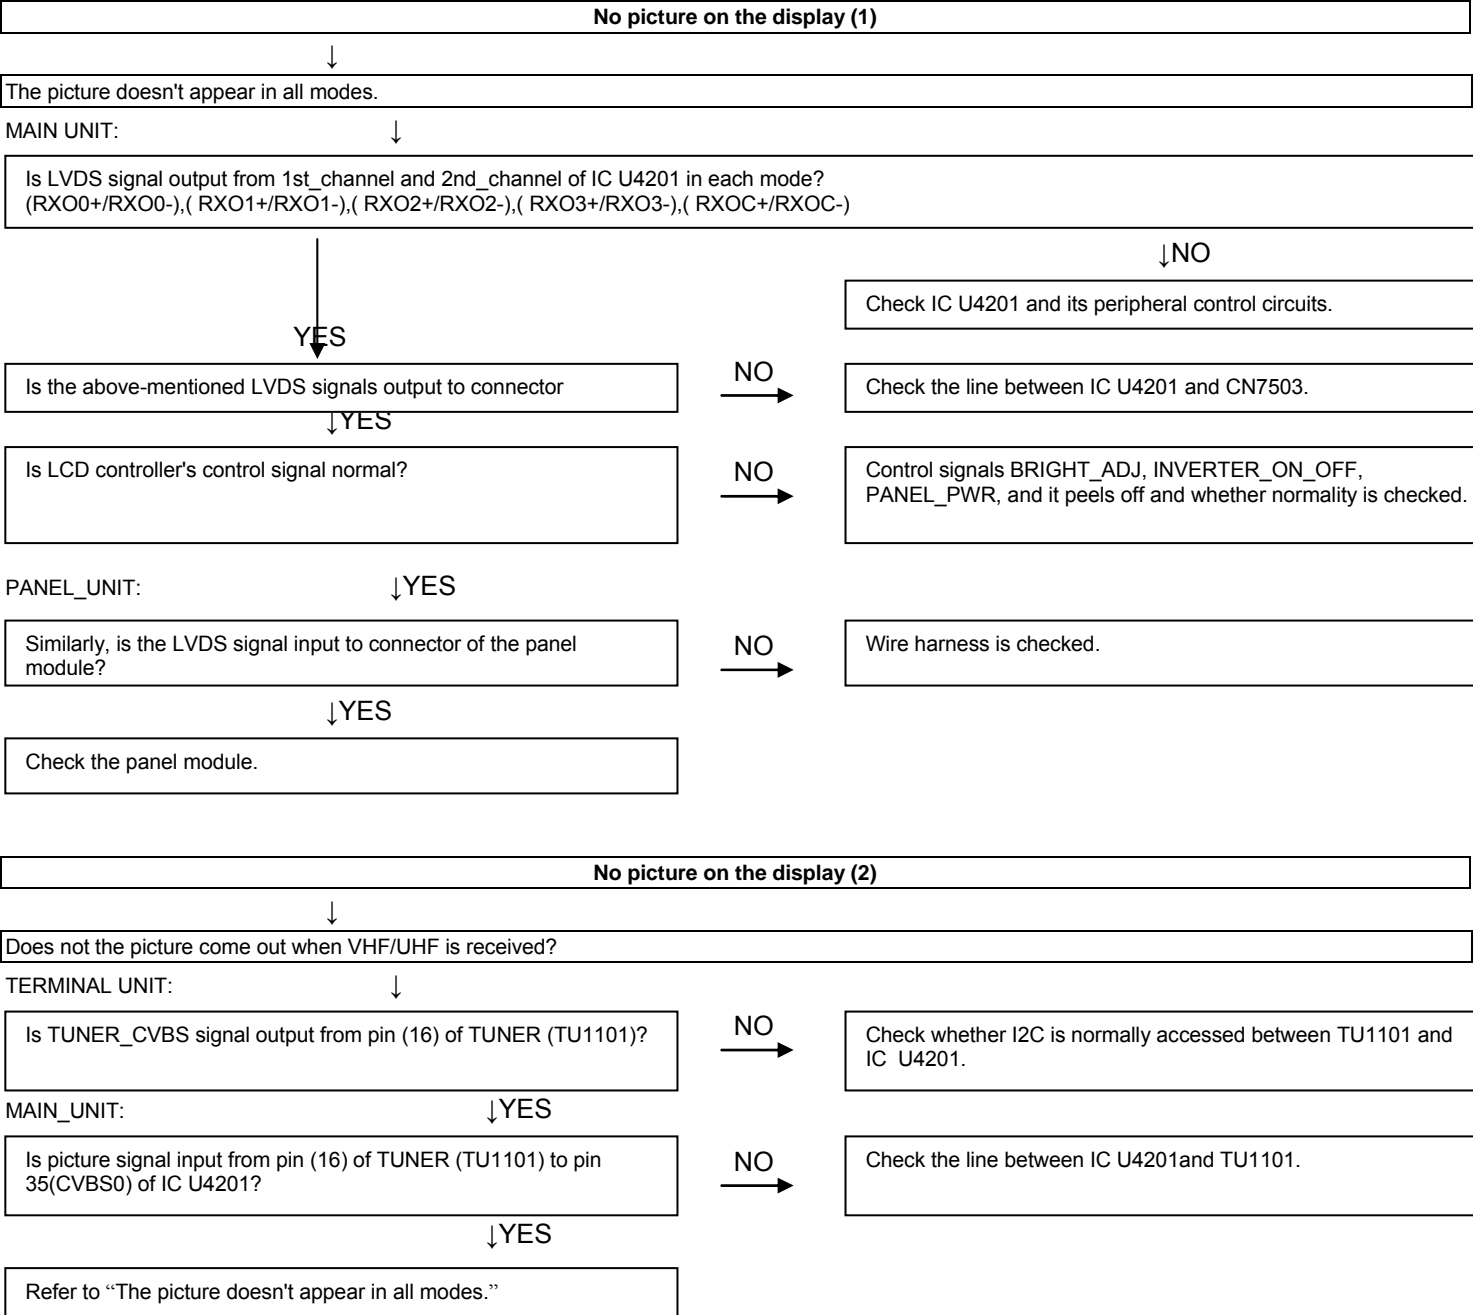 No picture on the display (1)
↓
The picture doesn't appear in all modes.
MAIN UNIT: ↓
Is LVDS signal output from 1st_channel and 2nd_channel of IC U4201 in each mode?
(RXO0+/RXO0-),( RXO1+/RXO1-),( RXO2+/RXO2-),( RXO3+/RXO3-),( RXOC+/RXOC-)
↓NO
Check IC U4201 and its peripheral control circuits.
YES
Is the above-mentioned LVDS signals output to connector
NO
Check the line between IC U4201 and CN7503.
↓YES
Is LCD controller's control signal normal?
NO
Control signals BRIGHT_ADJ, INVERTER_ON_OFF,
PANEL_PWR, and it peels off and whether normality is checked.
PANEL_UNIT: ↓YES
Similarly, is the LVDS signal input to connector of the panel
module?
NO
Wire harness is checked.
↓YES
Check the panel module.
No picture on the display (2)
↓
Does not the picture come out when VHF/UHF is received?
TERMINAL UNIT: ↓
Is TUNER_CVBS signal output from pin (16) of TUNER (TU1101)?
NO
Check whether I2C is normally accessed between TU1101 and
IC  U4201.
MAIN_UNIT: ↓YES
Is picture signal input from pin (16) of TUNER (TU1101) to pin
35(CVBS0) of IC U4201?
NO
Check the line between IC U4201and TU1101.
↓YES
Refer to “The picture doesn't appear in all modes.”